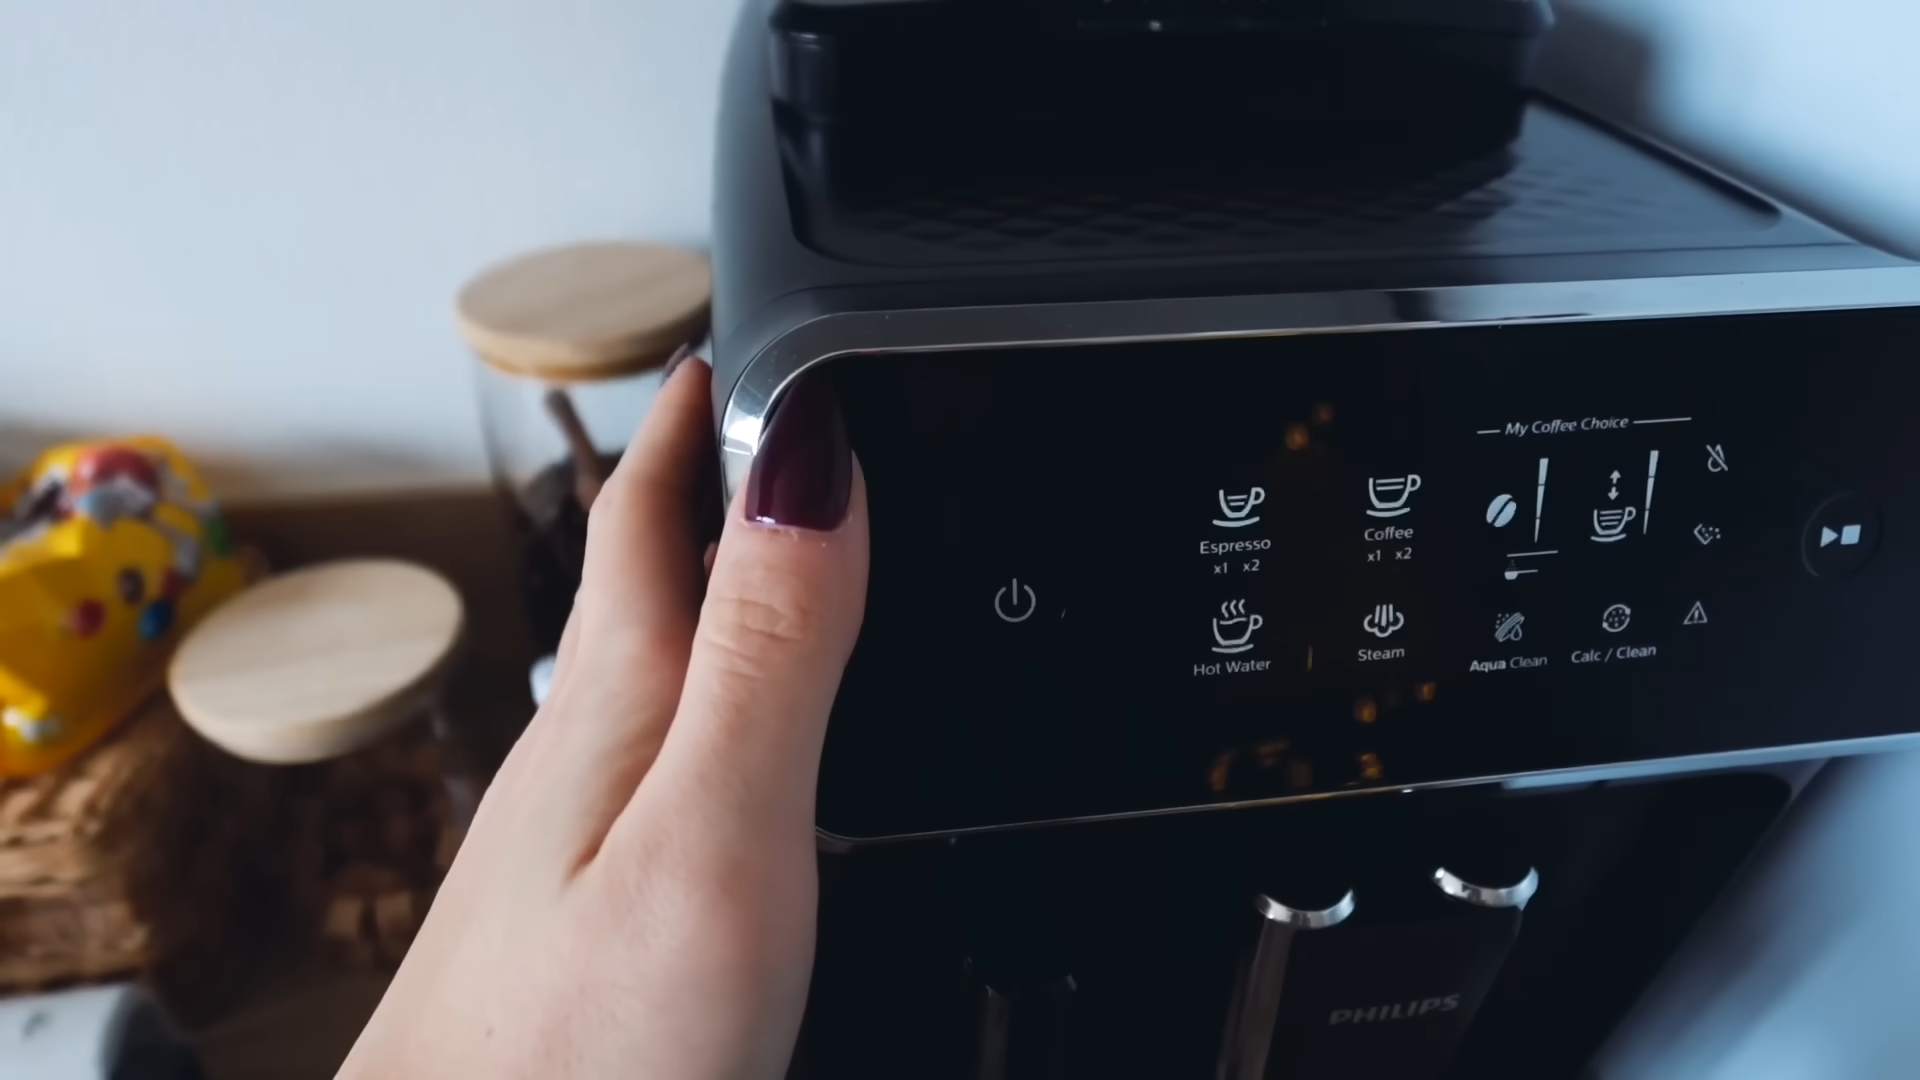 My Coffee Choice
Espresso
x1 x2
Coffee
x1 x2
Hot Water
Steam
Aqua Clean
Calc / Clean
PHILIPS